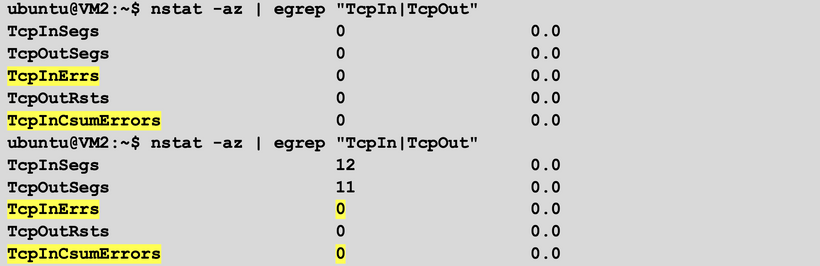 ubuntu@VM2:~$ nstat -az | egrep "TcpIn|TcpOut"
TcpInSegs 0 0.0
TcpOutSegs 0 0.0
TcpInErrs 0 0.0
TcpOutRsts 0 0.0
TcpInCsumErrors 0 0.0
ubuntu@VM2:~$ nstat -az | egrep "TcpIn|TcpOut"
TcpInSegs 12 0.0
TcpOutSegs 11 0.0
TcpInErrs 0 0.0
TcpOutRsts 0 0.0
TcpInCsumErrors 0 0.0